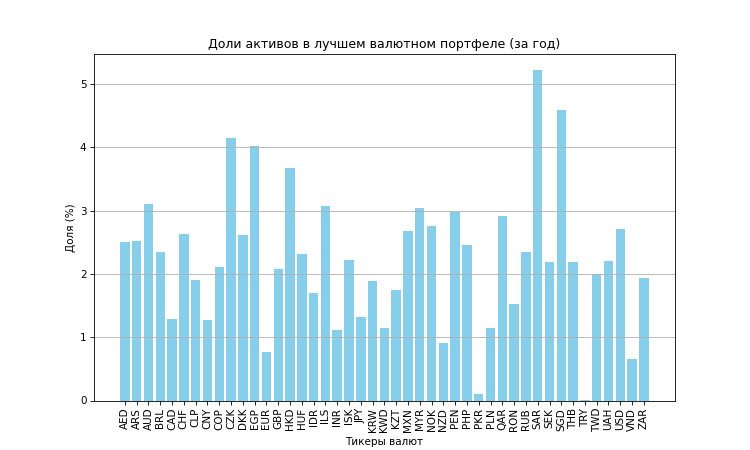 Доли активов в лучшем валютном портфеле (за год)
Доля (%)
5
4
3
2
1
0
AED ARS AUD BRL CAD CHF CLP CNY COP CZK DKK EGP EUR GBP HKD HUF IDR ILS INR ISK JPY KRW KWD KZT MXN MYR NOK NZD PEN PHP PKR PLN QAR RON RUB SAR SEK SGD THB TRY TWD UAH USD VND ZAR
Тикеры валют